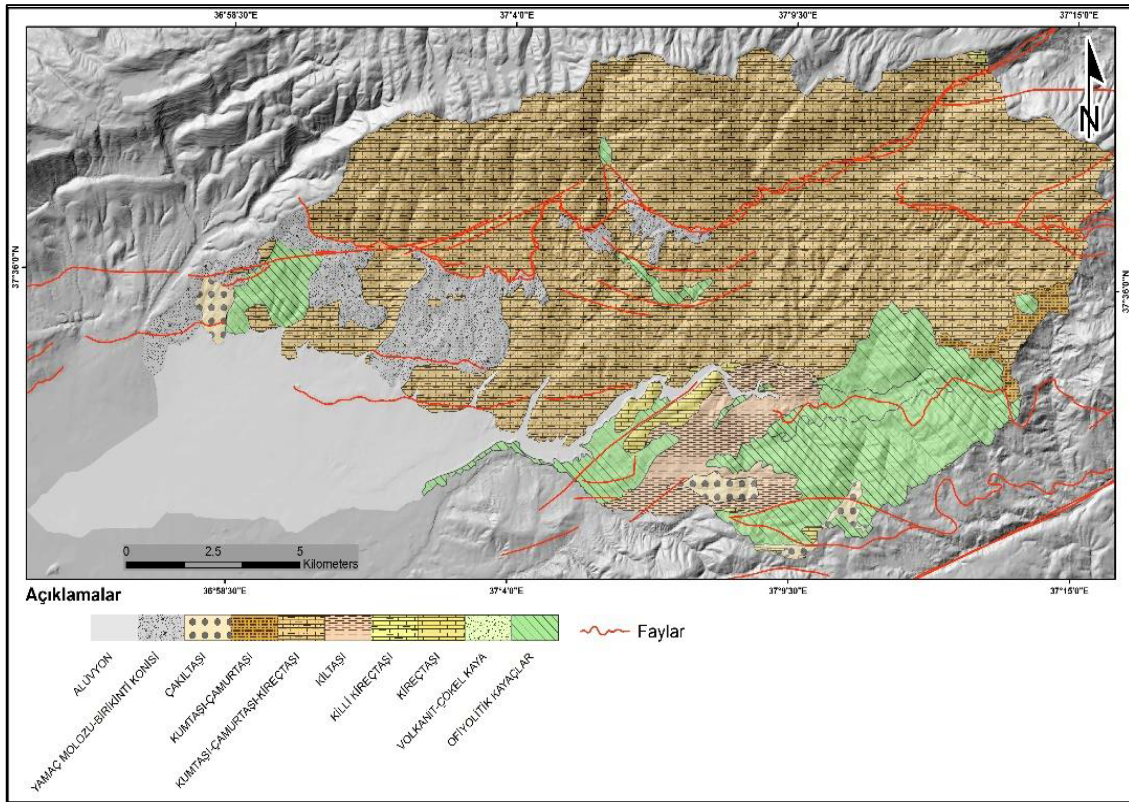 36°58'30"E 37°4'0"E 37°9'30"E 37°15'0"E
N
37°36'0"N
37°36'0"N
0 2.5 5
Kilometers
36°58'30"E 37°4'0"E 37°9'30"E 37°15'0"E
Açıklamalar
Faylar
ALÜVYON
YAMAÇ MOLOZU-BİRİKİNTİ KONİSİ
ÇAKILTAŞI
KUMTAŞI-ÇAMURTAŞI
KUMTAŞI-ÇAMURTAŞI-KİREÇTAŞI
KİLTAŞI
KİLLİ KİREÇTAŞI
KİREÇTAŞI
VOLKANİT-ÇÖKEL KAYA
OFİYOLİTİK KAYAÇLAR